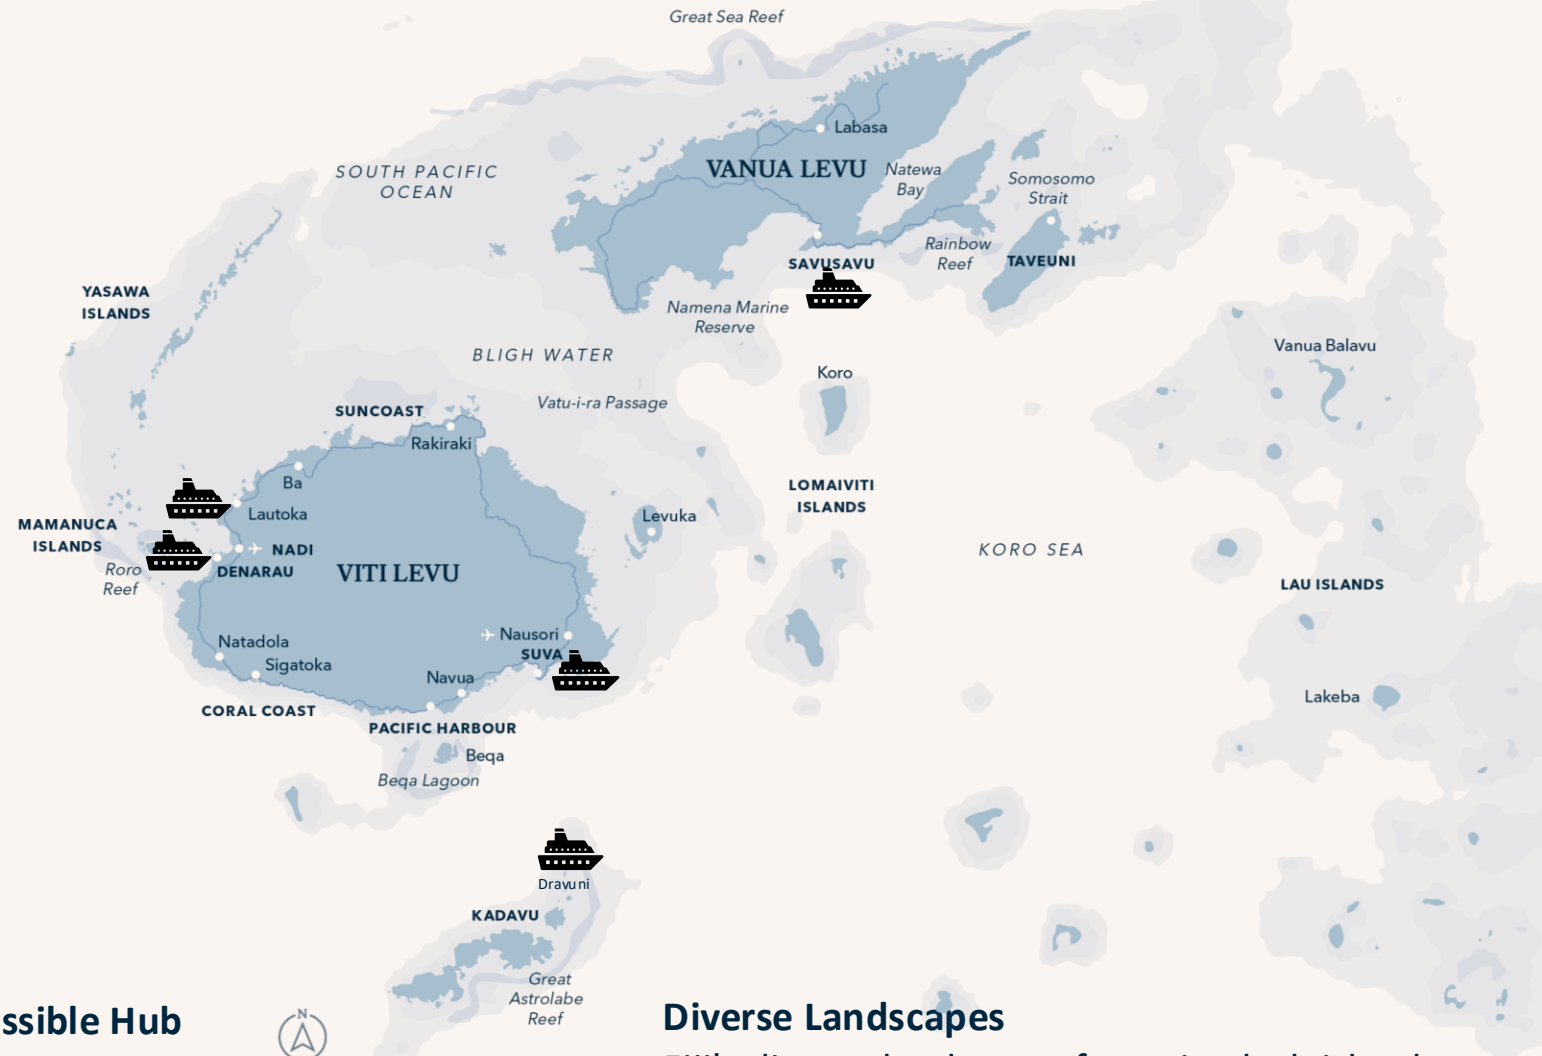 Great Sea Reef
Labasa
VANUA LEVU
SOUTH PACIFIC
OCEAN
Natewa
Bay
Somosomo
Strait
Rainbow
Reef
SAVUSAVU
TAVEUNI
YASAWA
ISLANDS
Namena Marine
Reserve
BLIGH WATER
Vanua Balavu
Koro
Vatu-i-ra Passage
SUNCOAST
Rakiraki
Ba
LOMAIVITI
ISLANDS
Lautoka
Levuka
MAMANUCA
ISLANDS
NADI
KORO SEA
Roro
Reef
DENARAU
VITI LEVU
LAU ISLANDS
Natadola
Nausori
SUVA
Sigatoka
Navua
Lakeba
CORAL COAST
PACIFIC HARBOUR
Beqa
Beqa Lagoon
Dravuni
KADAVU
Great
Astrolabe
Reef
N
ssible Hub
Diverse Landscapes